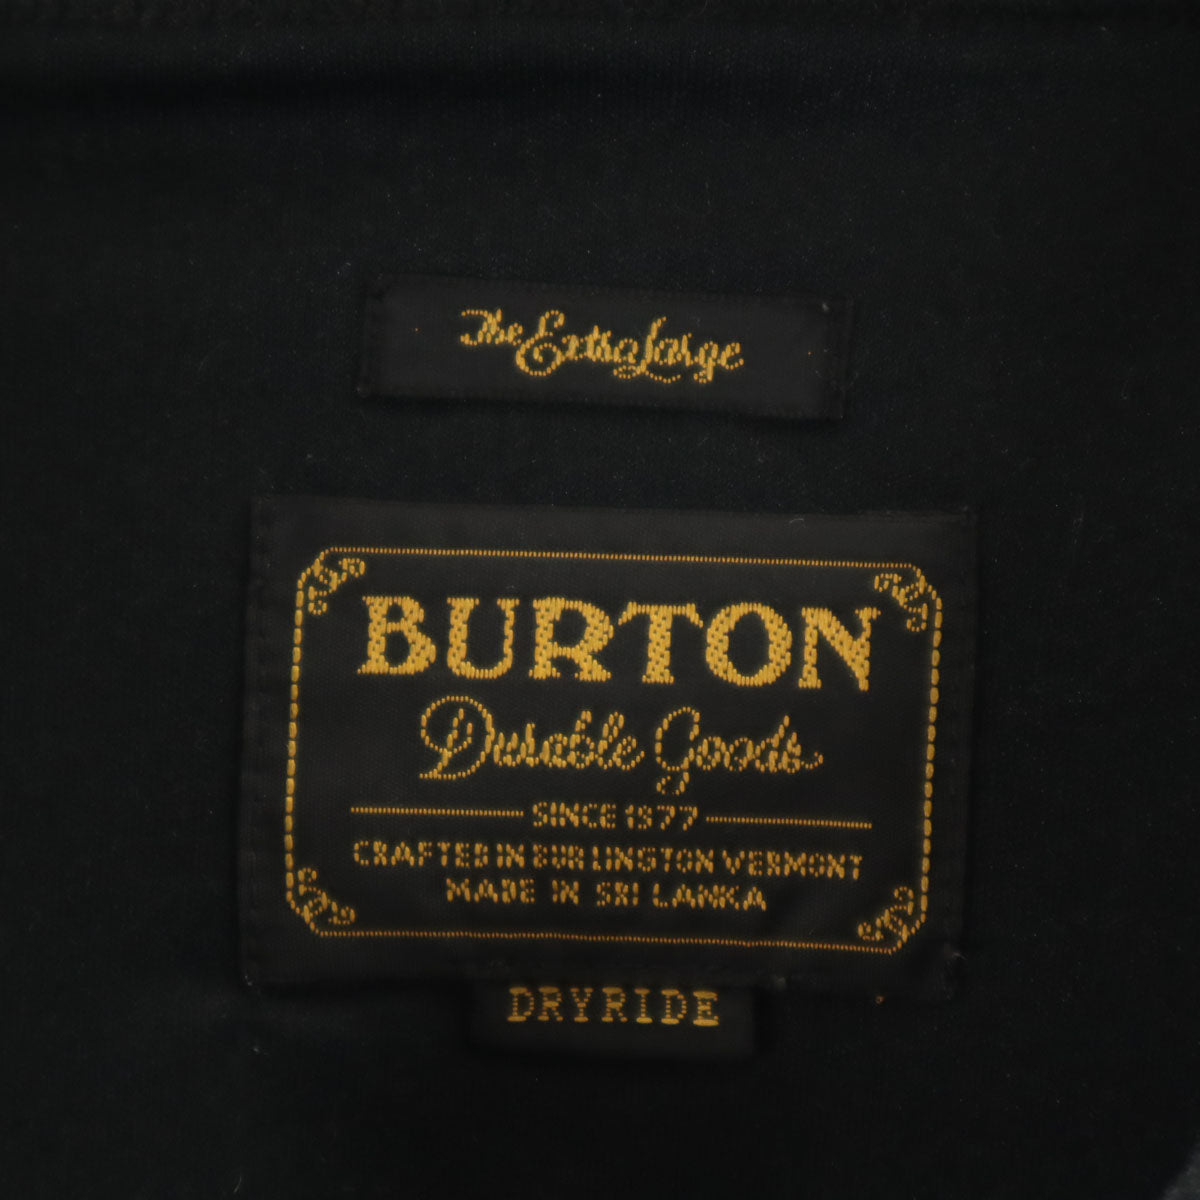 The Extra Large
BURTON
Durable Goods
SINCE 1977
CRAFTED IN BURLINGTON VERMONT
MADE IN SRI LANKA
DRYRIDE